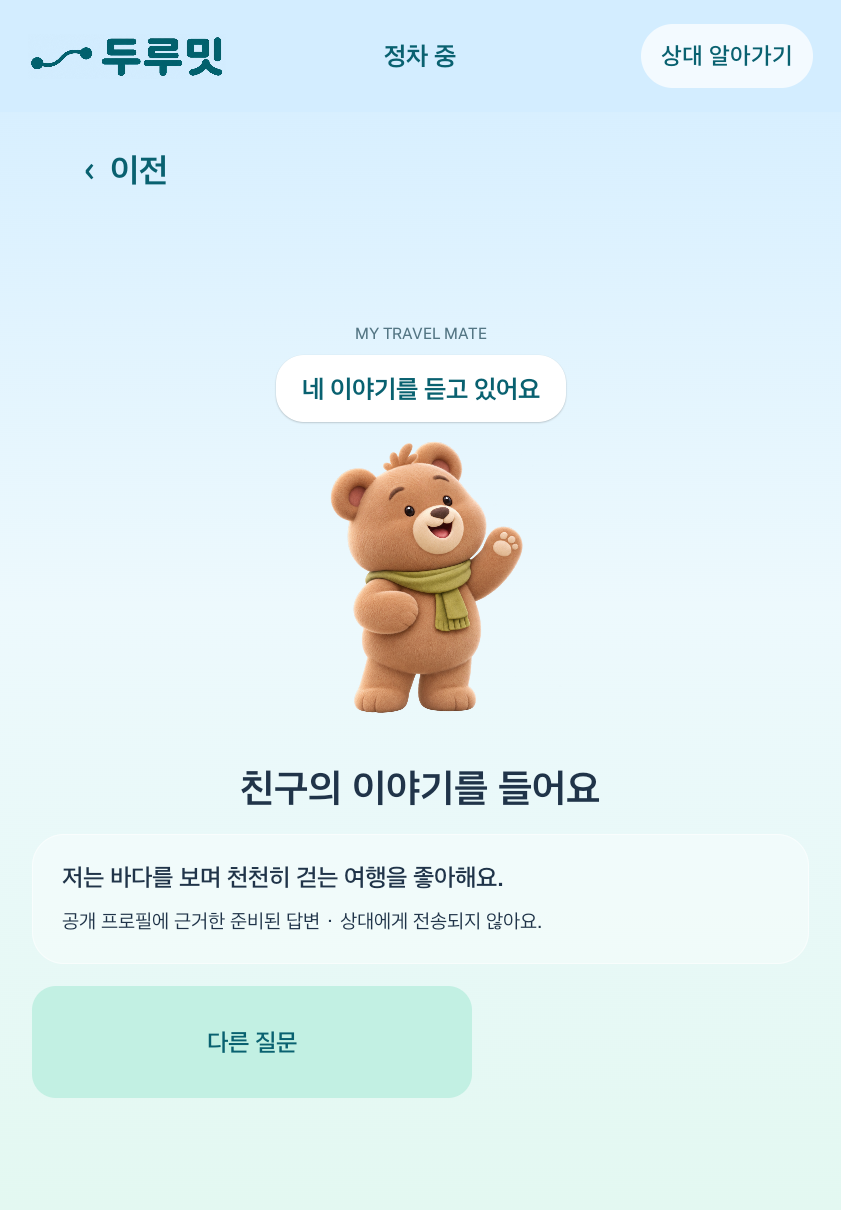 두루밋
정차 중
상대 알아가기
‹ 이전
MY TRAVEL MATE
네 이야기를 듣고 있어요
친구의 이야기를 들어요
저는 바다를 보며 천천히 걷는 여행을 좋아해요.
공개 프로필에 근거한 준비된 답변 · 상대에게 전송되지 않아요.
다른 질문